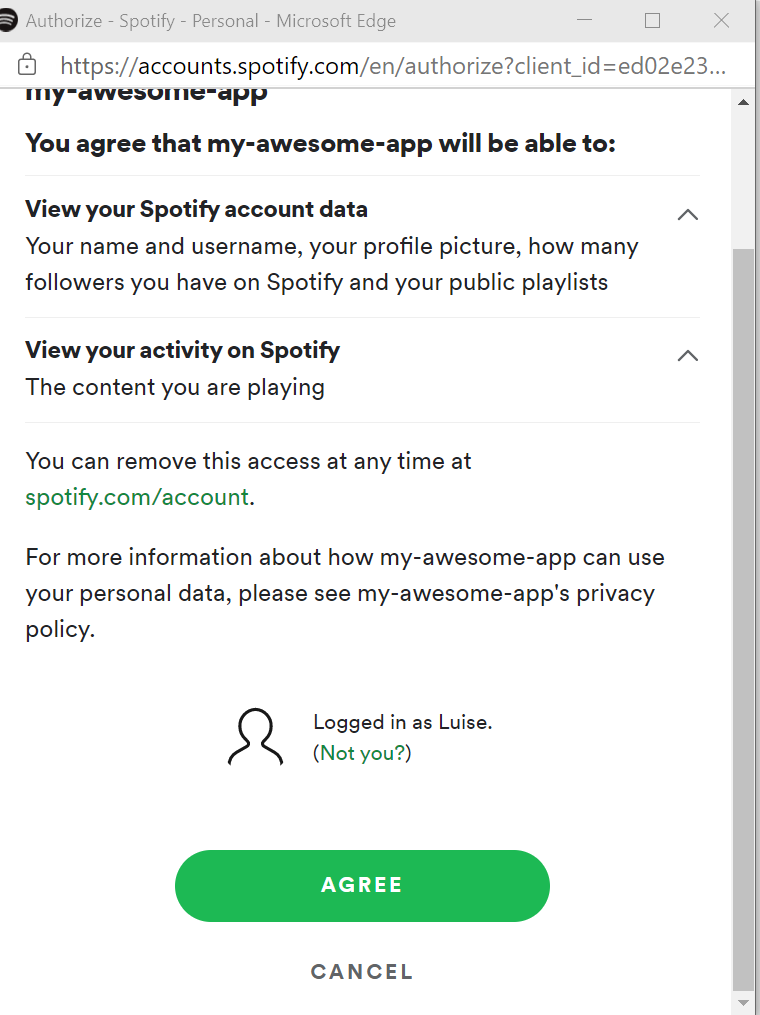 Authorize - Spotify - Personal - Microsoft Edge
https://accounts.spotify.com/en/authorize?client_id=ed02e23...
my-awesome-app
You agree that my-awesome-app will be able to:
View your Spotify account data
Your name and username, your profile picture, how many
followers you have on Spotify and your public playlists
View your activity on Spotify
The content you are playing
You can remove this access at any time at
spotify.com/account.
For more information about how my-awesome-app can use
your personal data, please see my-awesome-app's privacy
policy.
Logged in as Luise.
(Not you?)
AGREE
CANCEL